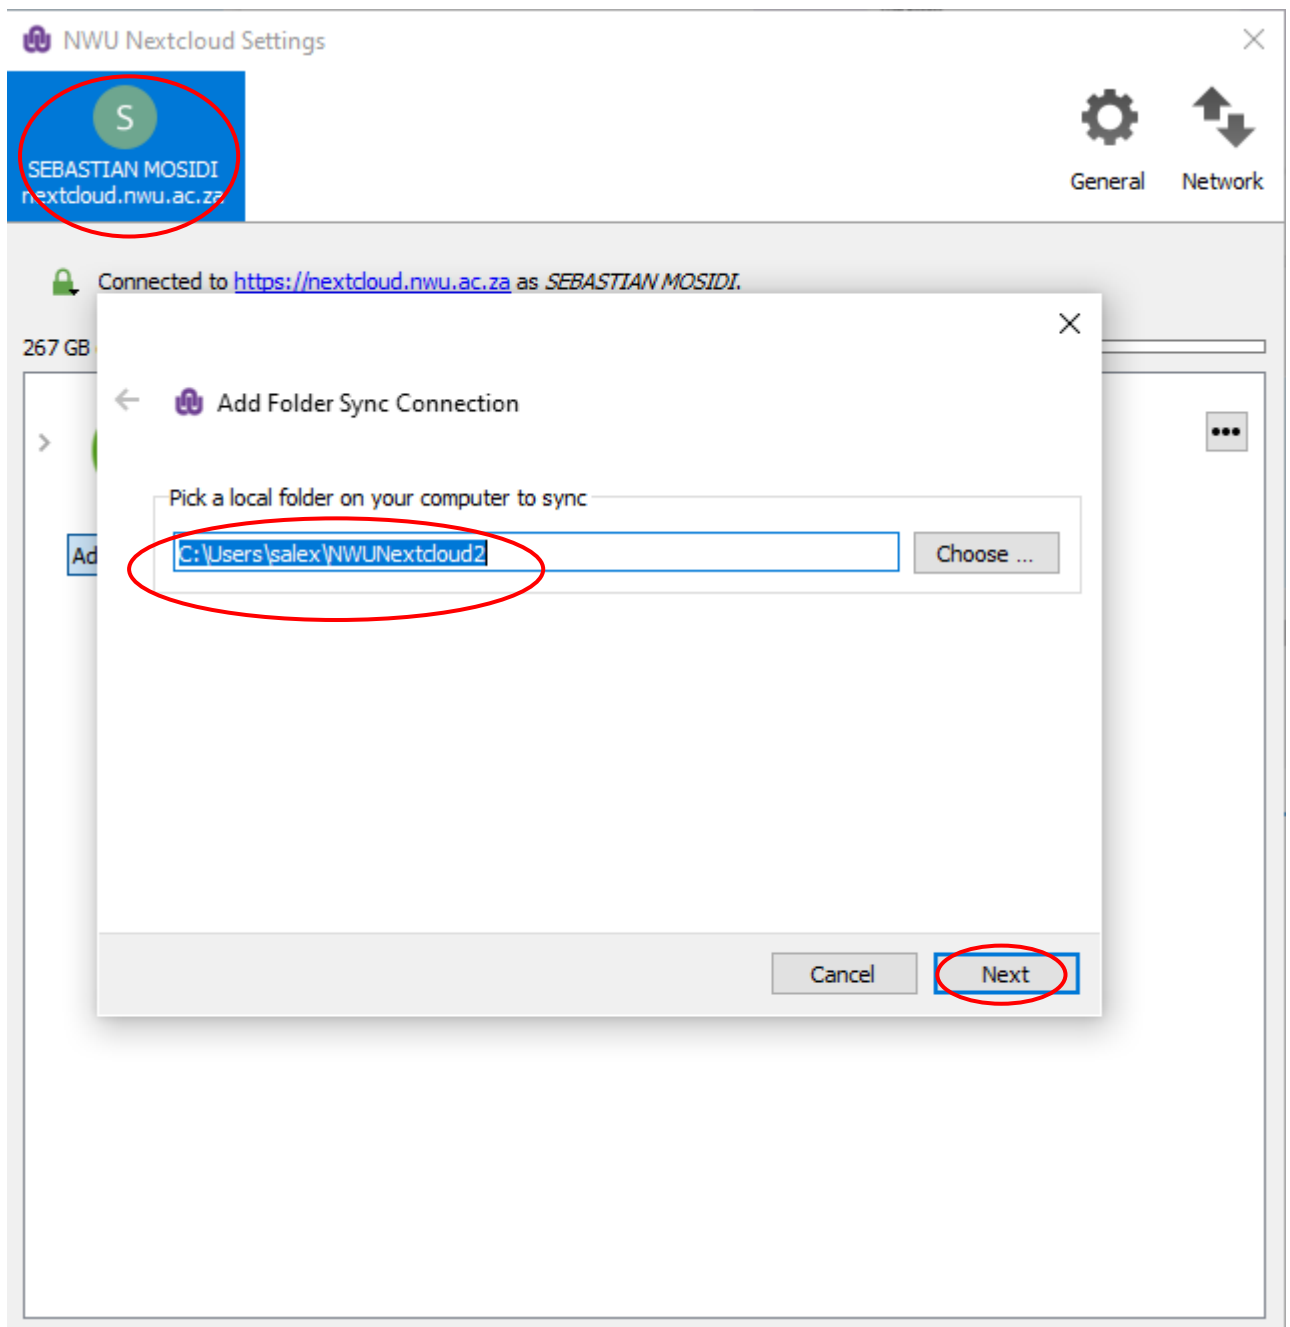 NWU Nextcloud Settings
S
SEBASTIAN MOSIDI
nextcloud.nwu.ac.za
General
Network
Connected to https://nextcloud.nwu.ac.za as SEBASTIAN MOSIDI.
267 GB
Add Folder Sync Connection
Pick a local folder on your computer to sync
Ad
C:\Users\salex\NWUNextcloud2
Choose ...
Cancel
Next